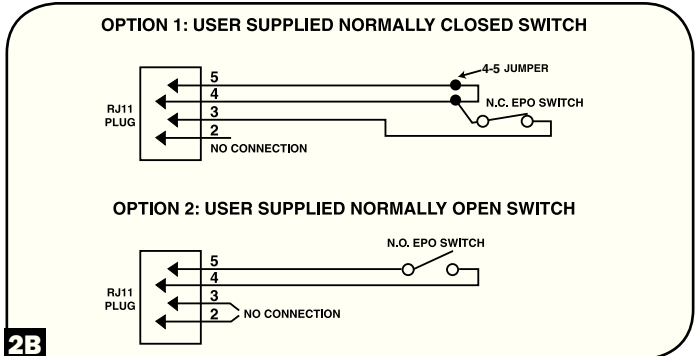 OPTION 1: USER SUPPLIED NORMALLY CLOSED SWITCH
4-5 JUMPER
5
4
N.C. EPO SWITCH
RJ11
PLUG
3
2
NO CONNECTION
OPTION 2: USER SUPPLIED NORMALLY OPEN SWITCH
N.O. EPO SWITCH
5
4
RJ11
PLUG
3
2
NO CONNECTION
2B